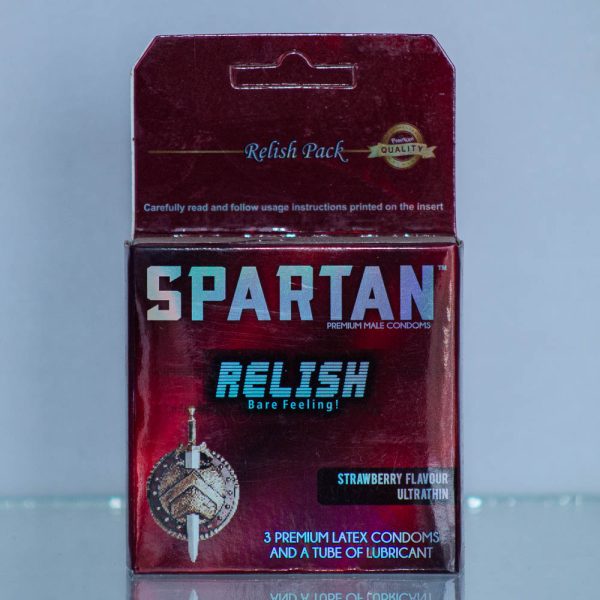 Relish Pack
Premium
QUALITY
Carefully read and follow usage instructions printed on the insert
SPARTAN™
PREMIUM MALE CONDOMS
RELISH
Bare Feeling!
STRAWBERRY FLAVOUR
ULTRATHIN
3 PREMIUM LATEX CONDOMS
AND A TUBE OF LUBRICANT